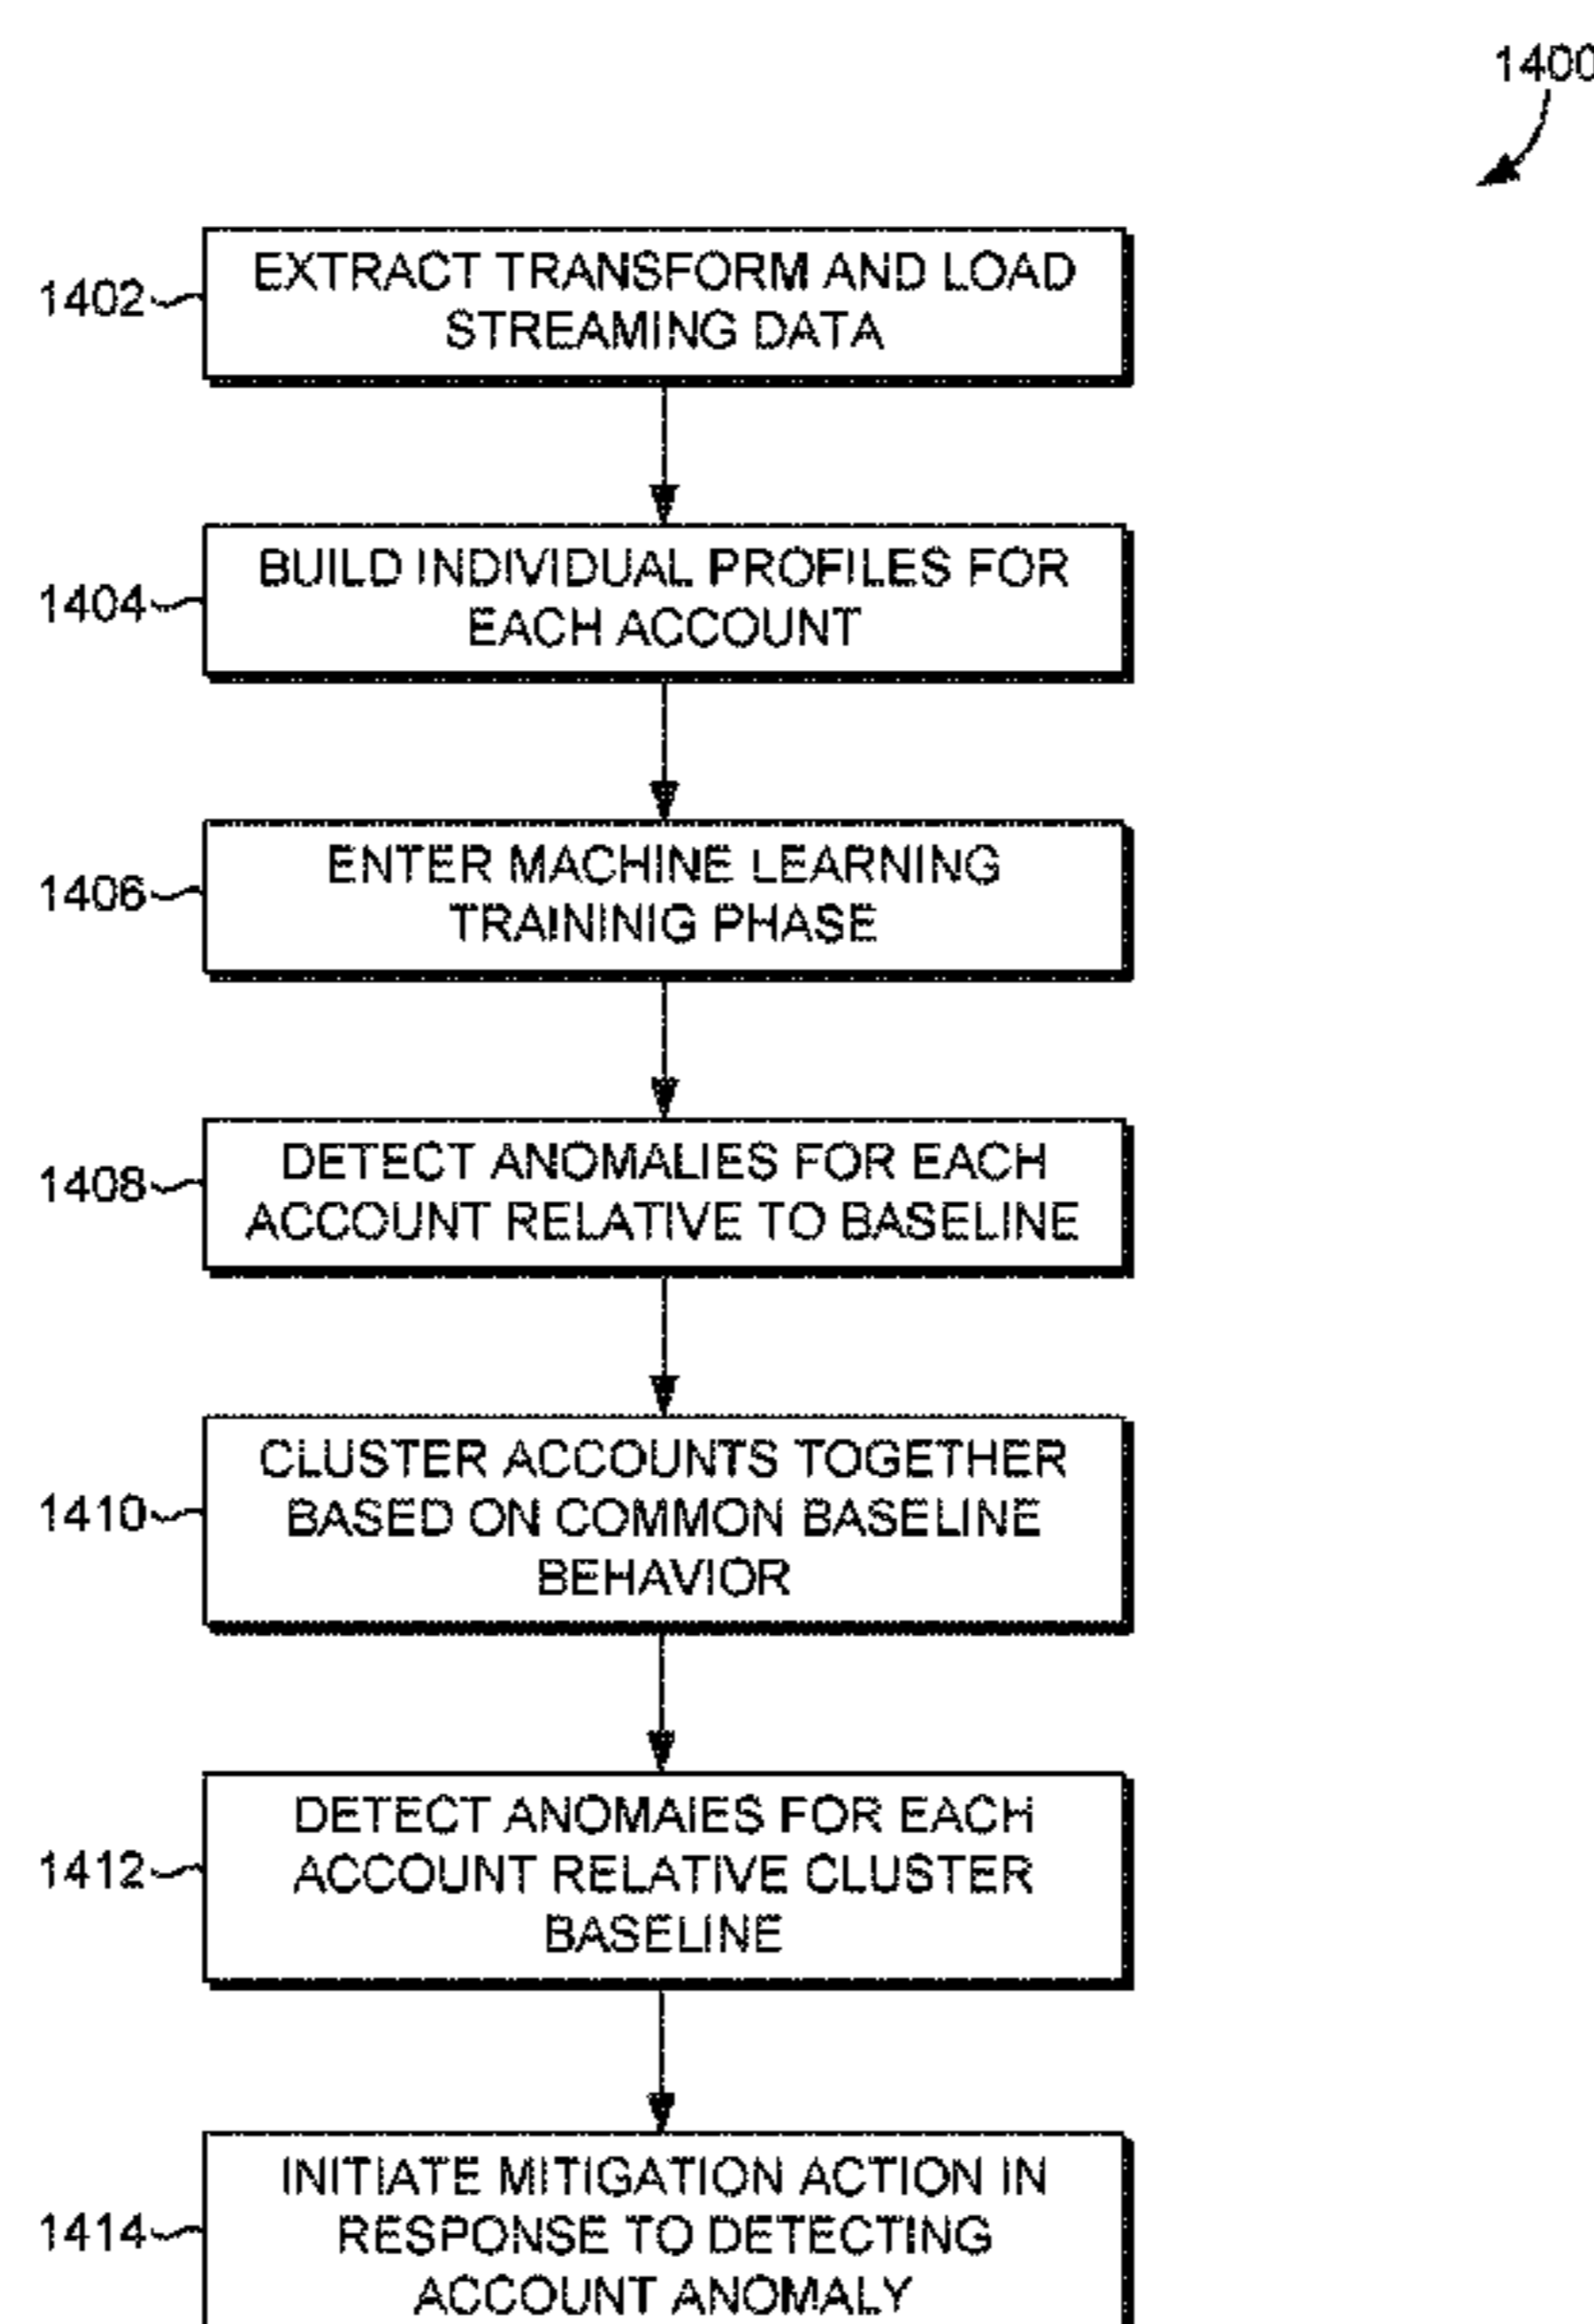 1400
1402
EXTRACT TRANSFORM AND LOAD
STREAMING DATA
1404
BUILD INDIVIDUAL PROFILES FOR
EACH ACCOUNT
1406
ENTER MACHINE LEARNING
TRAINING PHASE
1408
DETECT ANOMALIES FOR EACH
ACCOUNT RELATIVE TO BASELINE
1410
CLUSTER ACCOUNTS TOGETHER
BASED ON COMMON BASELINE
BEHAVIOR
1412
DETECT ANOMAIES FOR EACH
ACCOUNT RELATIVE CLUSTER
BASELINE
1414
INITIATE MITIGATION ACTION IN
RESPONSE TO DETECTING
ACCOUNT ANOMALY